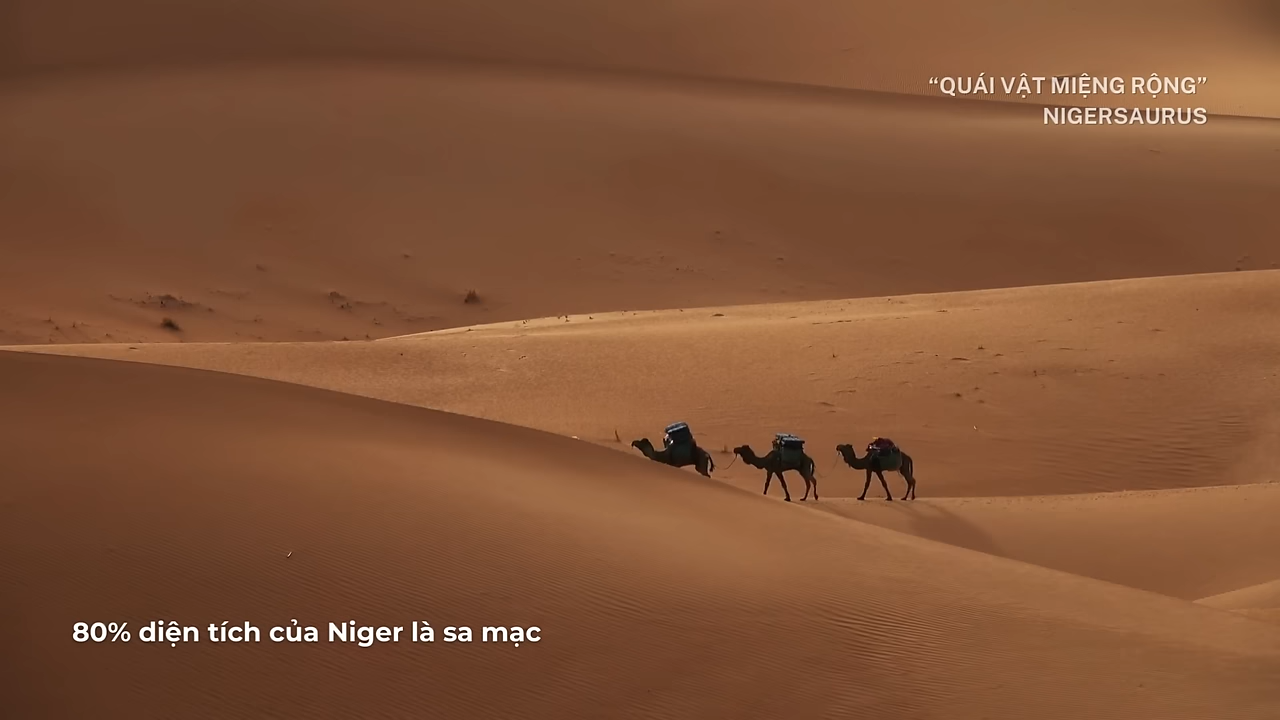 “QUÁI VẬT MIỆNG RỘNG”
NIGERSAURUS
80% diện tích của Niger là sa mạc